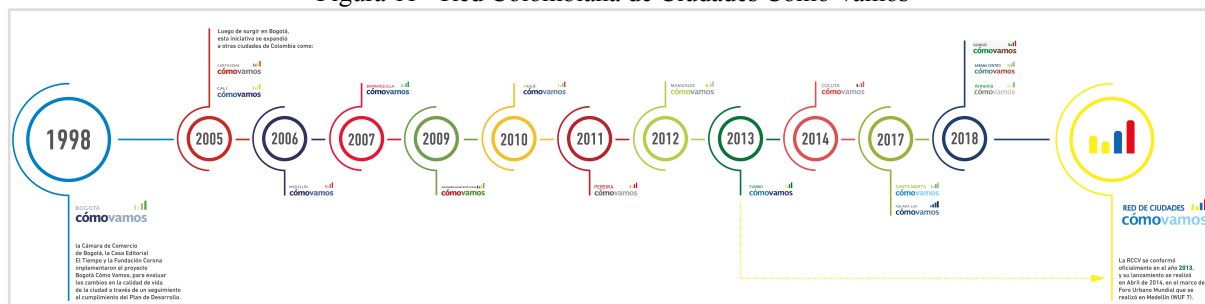 Figura 11 - Red Colombiana de Ciudades Cómo Vamos
Luego de surgir en Bogotá,
esta iniciativa se expandió
a otras ciudades de Colombia como:
CARTAGENA
cómovamos
CALI
cómovamos
1998
BOGOTÁ
cómovamos
la Cámara de Comercio
de Bogotá, la Casa Editorial
El Tiempo y la Fundación Corona
implementaron el proyecto
Bogotá Cómo Vamos, para evaluar
los cambios en la calidad de vida
de la ciudad a través de un seguimiento
al cumplimiento del Plan de Desarrollo.
2005
2006
MEDELLÍN
cómovamos
BARRANQUILLA
cómovamos
2007
2009
cómovamos
cómovamos
2010
2011
PEREIRA
cómovamos
MANIZALES
cómovamos
2012
2013
YUMBO
cómovamos
CÚCUTA
cómovamos
2014
2017
SANTA MARTA
cómovamos
cómovamos
QUIBDÓ
cómovamos
SABANA CENTRO
cómovamos
Armenia
cómovamos
2018
RED DE CIUDADES
cómovamos
La RCCV se conformó
oficialmente en el año 2013,
y su lanzamiento se realizó
en Abril de 2014, en el marco de
Foro Urbano Mundial que se
realizó en Medellín (WUF 7).